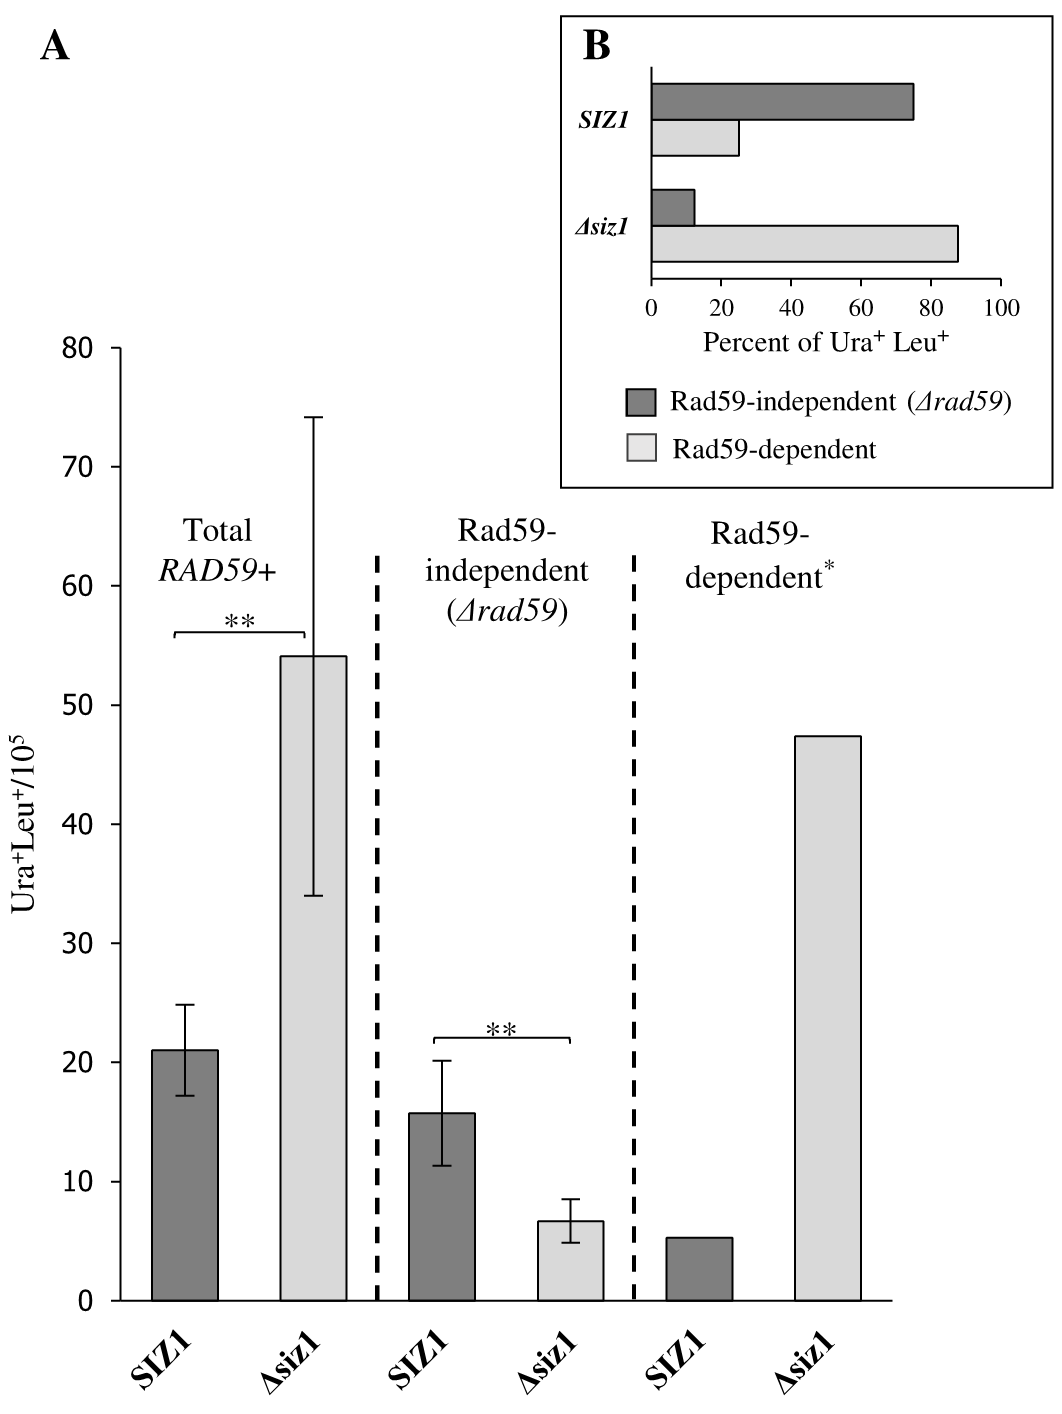 A
B
SIZ1
Δsiz1
0 20 40 60 80 100
Percent of Ura⁺ Leu⁺
Rad59-independent (Δrad59)
Rad59-dependent
80
70
60
50
40
30
20
10
0
Ura⁺Leu⁺/10⁵
Total
RAD59+
**
Rad59-
independent
(Δrad59)
**
Rad59-
dependent*
SIZ1 Δsiz1 SIZ1 Δsiz1 SIZ1 Δsiz1